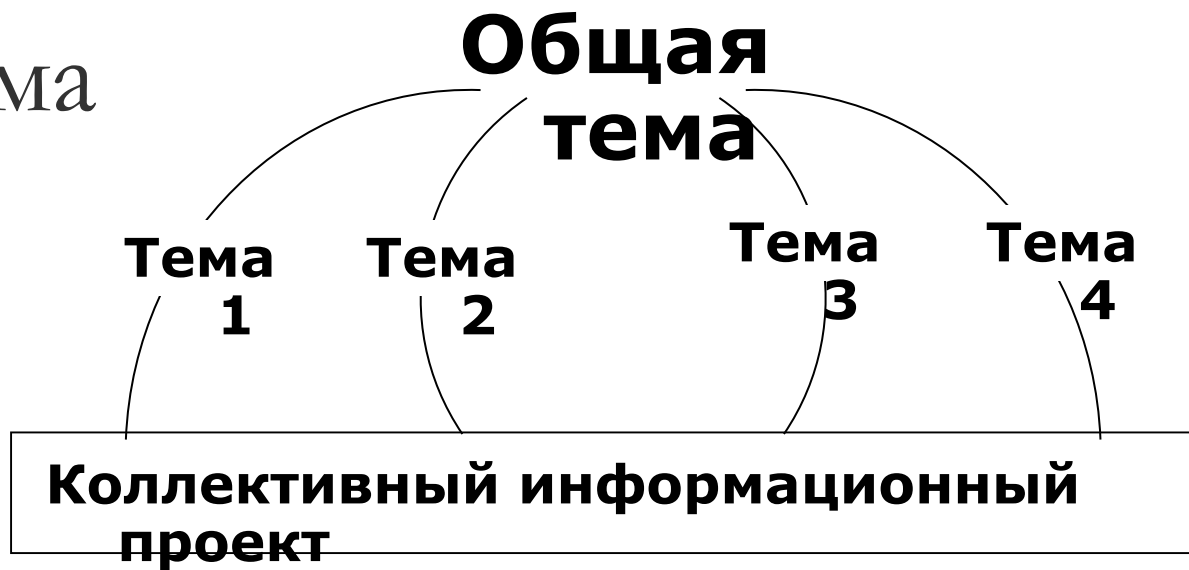 Общая
тема
ма
Тема
1
Тема
2
Тема
3
Тема
4
Коллективный информационный
проект